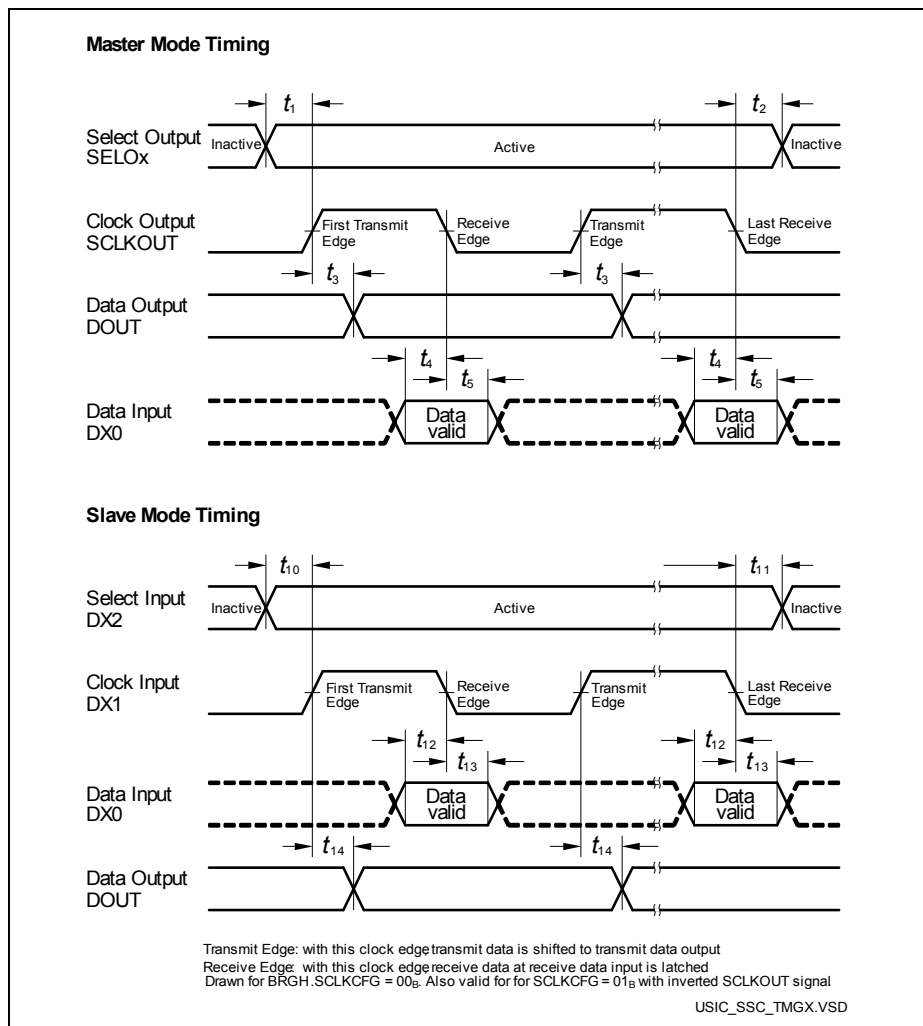 Master Mode Timing
t1
t2
Select Output
SELOx
Inactive
Active
Inactive
Clock Output
SCLKOUT
First Transmit
Edge
Receive
Edge
Transmit
Edge
Last Receive
Edge
t3
t3
Data Output
DOUT
t4
t5
t4
t5
Data Input
DX0
Data
valid
Data
valid
Slave Mode Timing
t10
t11
Select Input
DX2
Inactive
Active
Inactive
Clock Input
DX1
First Transmit
Edge
Receive
Edge
Transmit
Edge
Last Receive
Edge
t12
t13
t12
t13
Data Input
DX0
Data
valid
Data
valid
t14
t14
Data Output
DOUT
Transmit Edge: with this clock edge, transmit data is shifted to transmit data output
Receive Edge: with this clock edge, receive data at receive data input is latched
Drawn for BRGH.SCLKCFG = 00B. Also valid for for SCLKCFG = 01B with inverted SCLKOUT signal.
USIC_SSC_TMGX.VSD